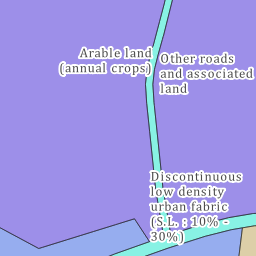 Arable land
(annual crops)
Other roads
and associated
land
Discontinuous
low density
urban fabric
(S.L. : 10% -
30%)